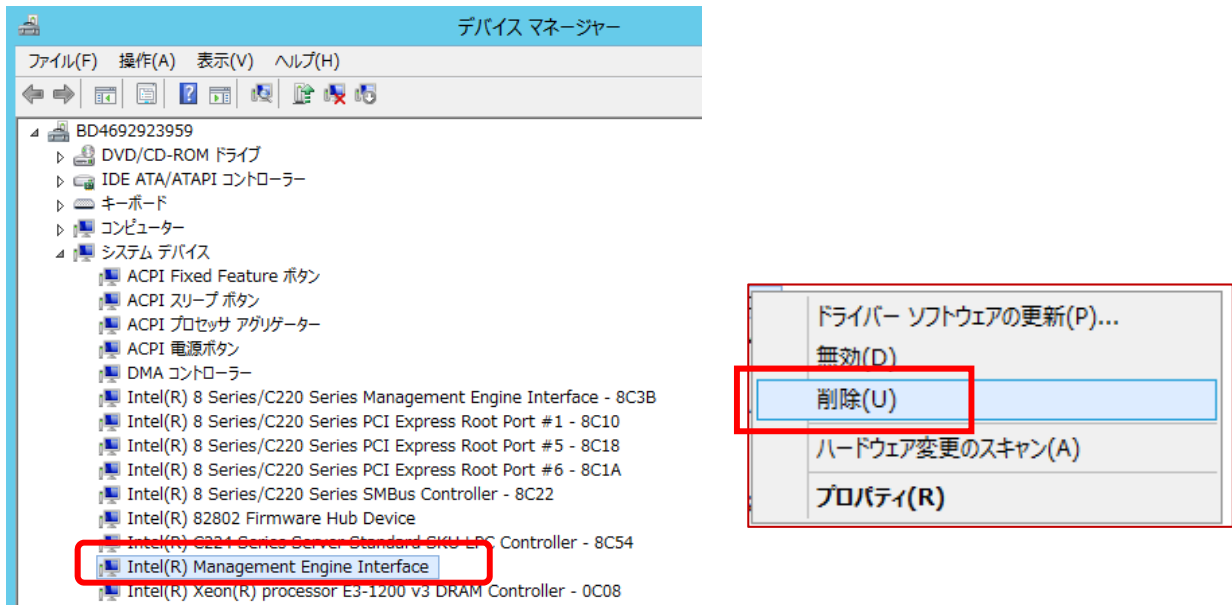 デバイス マネージャー
ファイル(F) 操作(A) 表示(V) ヘルプ(H)
BD4692923959
DVD/CD-ROM ドライブ
IDE ATA/ATAPI コントローラー
キーボード
コンピューター
システム デバイス
ACPI Fixed Feature ボタン
ACPI スリープ ボタン
ACPI プロセッサ アグリゲーター
ACPI 電源ボタン
DMA コントローラー
Intel(R) 8 Series/C220 Series Management Engine Interface - 8C3B
Intel(R) 8 Series/C220 Series PCI Express Root Port #1 - 8C10
Intel(R) 8 Series/C220 Series PCI Express Root Port #5 - 8C18
Intel(R) 8 Series/C220 Series PCI Express Root Port #6 - 8C1A
Intel(R) 8 Series/C220 Series SMBus Controller - 8C22
Intel(R) 82802 Firmware Hub Device
Intel(R) C224 Series Server Standard SKU LPC Controller - 8C54
Intel(R) Management Engine Interface
Intel(R) Xeon(R) processor E3-1200 v3 DRAM Controller - 0C08
ドライバー ソフトウェアの更新(P)...
無効(D)
削除(U)
ハードウェア変更のスキャン(A)
プロパティ(R)